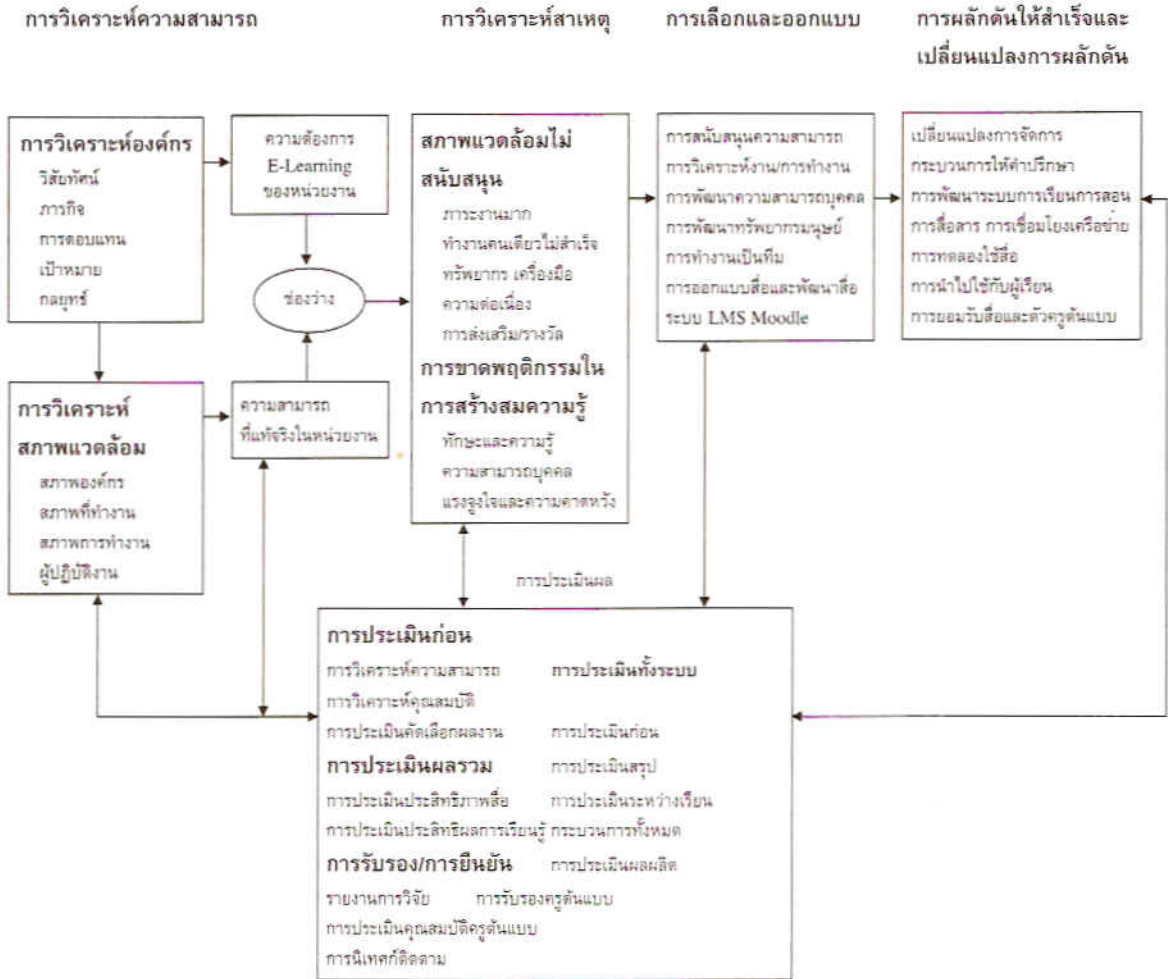 การวิเคราะห์ความสามารถ
การวิเคราะห์สาเหตุ
การเลือกและออกแบบ
การผลักดันให้สำเร็จและ
เปลี่ยนแปลงการผลักดัน
การวิเคราะห์องค์กร
วิสัยทัศน์
ภารกิจ
การตอบแทน
เป้าหมาย
กลยุทธ์
ความต้องการ
E-Learning
ของหน่วยงาน
ช่องว่าง
การวิเคราะห์
สภาพแวดล้อม
สภาพองค์กร
สภาพที่ทำงาน
สภาพการทำงาน
ผู้ปฏิบัติงาน
ความสามารถ
ที่แท้จริงในหน่วยงาน
สภาพแวดล้อมไม่
สนับสนุน
ภาระงานมาก
ทำงานคนเดียวไม่สำเร็จ
ทรัพยากร เครื่องมือ
ความต่อเนื่อง
การส่งเสริม/รางวัล
การขาดพฤติกรรมใน
การสร้างสมความรู้
ทักษะและความรู้
ความสามารถบุคคล
แรงจูงใจและความคาดหวัง
การสนับสนุนความสามารถ
การวิเคราะห์งาน/การทำงาน
การพัฒนาความสามารถบุคคล
การพัฒนาทรัพยากรมนุษย์
การทำงานเป็นทีม
การออกแบบสื่อและพัฒนาสื่อ
ระบบ LMS Moodle
เปลี่ยนแปลงการจัดการ
กระบวนการให้คำปรึกษา
การพัฒนาระบบการเรียนการสอน
การสื่อสาร การเชื่อมโยงเครือข่าย
การทดลองใช้สื่อ
การนำไปใช้กับผู้เรียน
การยอมรับสื่อและตัวครูต้นแบบ
การประเมินผล
การประเมินก่อน
การวิเคราะห์ความสามารถ การประเมินทั้งระบบ
การวิเคราะห์คุณสมบัติ
การประเมินคัดเลือกผลงาน การประเมินก่อน
การประเมินผลรวม การประเมินสรุป
การประเมินประสิทธิภาพสื่อ การประเมินระหว่างเรียน
การประเมินประสิทธิผลการเรียนรู้ กระบวนการทั้งหมด
การรับรอง/การยืนยัน การประเมินผลผลิต
รายงานการวิจัย การรับรองครูต้นแบบ
การประเมินคุณสมบัติครูต้นแบบ
การนิเทศก์ติดตาม